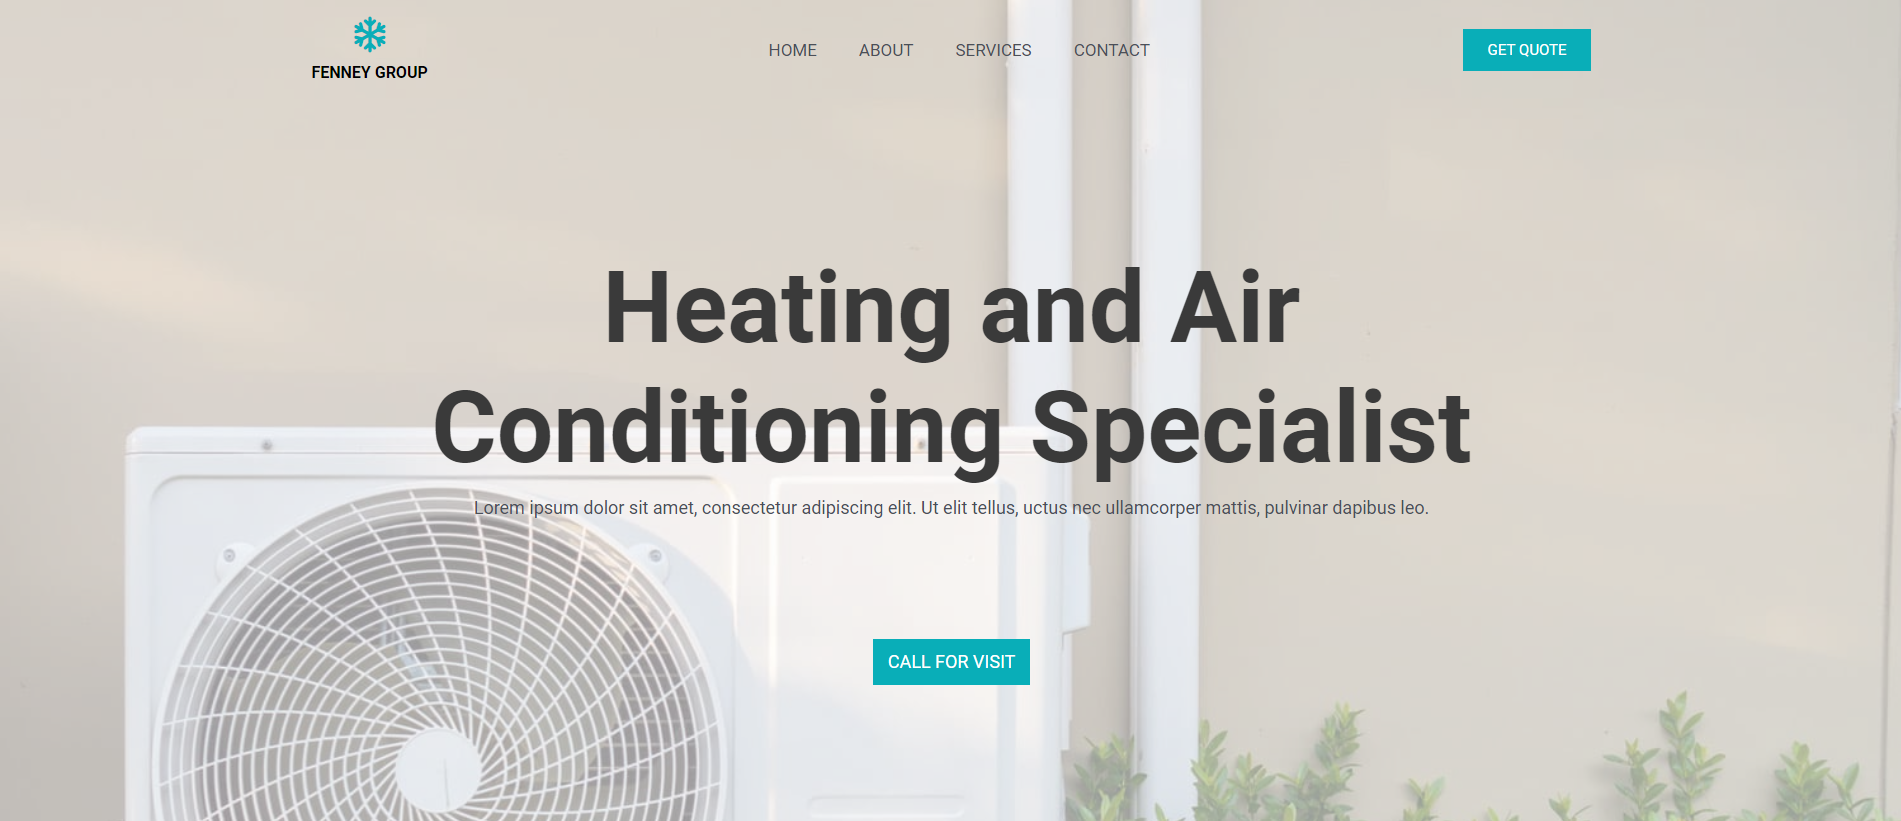 FENNEY GROUP
HOME
ABOUT
SERVICES
CONTACT
GET QUOTE
Heating and Air
Conditioning Specialist
Lorem ipsum dolor sit amet, consectetur adipiscing elit. Ut elit tellus, uctus nec ullamcorper mattis, pulvinar dapibus leo.
CALL FOR VISIT